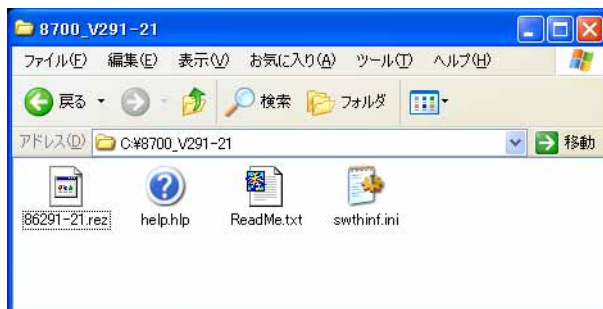 8700_V291-21
ファイル(F) 編集(E) 表示(V) お気に入り(A) ツール(T) ヘルプ(H)
戻る 検索 フォルダ
アドレス(D) C:¥8700_V291-21 移動
86291-21.rez help.hlp ReadMe.txt swthinf.ini